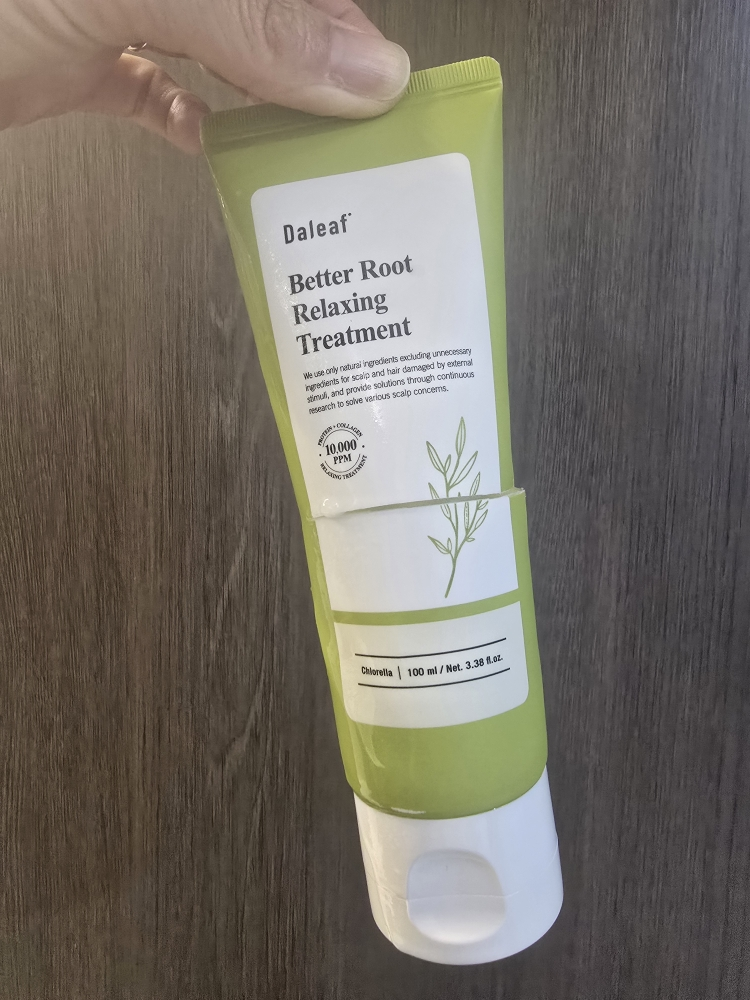 Daleaf
Better Root
Relaxing
Treatment
We use only natural ingredients excluding unnecessary
ingredients for scalp and hair damaged by external
stimuli, and provide solutions through continuous
research to solve various scalp concerns.
PROTEIN + COLLAGEN
10,000
PPM
RELAXING TREATMENT
Chlorella | 100 ml / Net. 3.38 fl.oz.